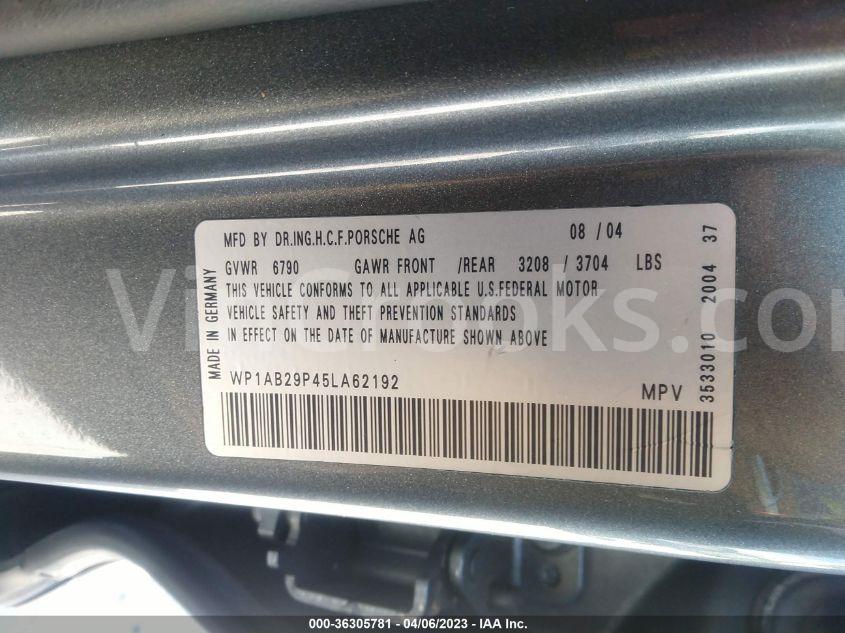 MFD BY DR.ING.H.C.F.PORSCHE AG 08 / 04
GVWR 6790 GAWR FRONT /REAR 3208 / 3704 LBS
THIS VEHICLE CONFORMS TO ALL APPLICABLE U.S.FEDERAL MOTOR
VEHICLE SAFETY AND THEFT PREVENTION STANDARDS
IN EFFECT ON THE DATE OF MANUFACTURE SHOWN ABOVE
WP1AB29P45LA62192
MPV
MADE IN GERMANY
3533010 2004 37
000-36305781 - 04/06/2023 - © IAA Inc.